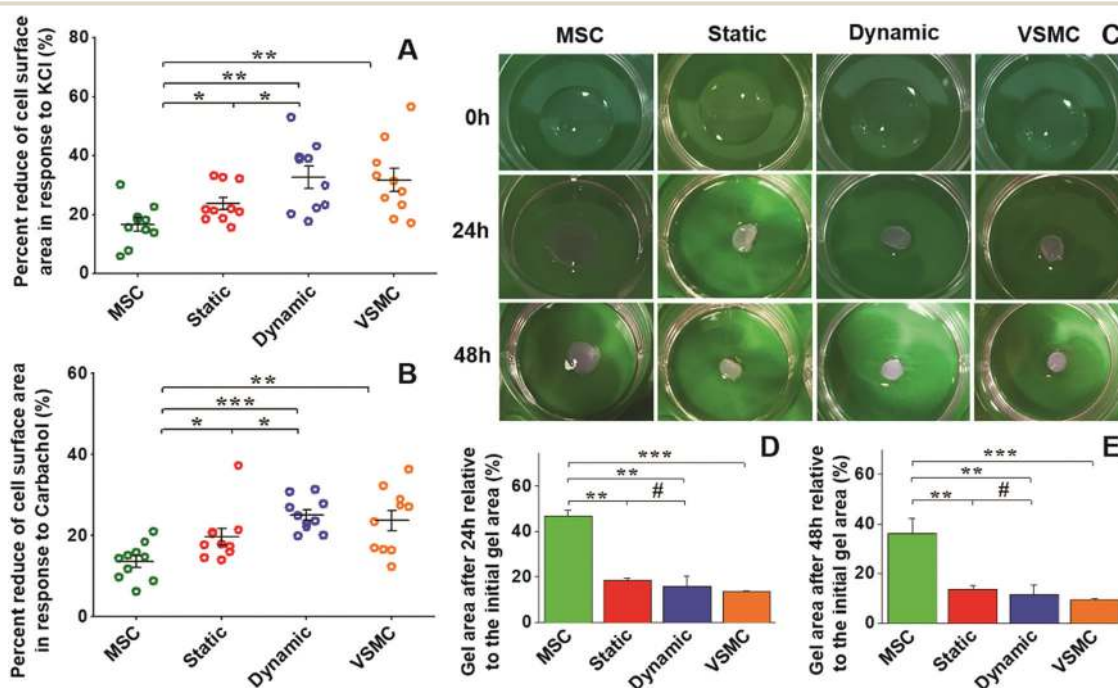 A
Percent reduce of cell surface
area in response to KCl (%)
80
60
40
20
0
**
**
*
*
MSC
Static
Dynamic
VSMC
B
Percent reduce of cell surface area
in response to Carbachol (%)
60
40
20
0
**
***
*
*
MSC
Static
Dynamic
VSMC
MSC
Static
Dynamic
VSMC
C
0h
24h
48h
D
Gel area after 24h relative
to the initial gel area (%)
60
40
20
0
***
**
**
#
MSC
Static
Dynamic
VSMC
E
Gel area after 48h relative
to the initial gel area (%)
60
40
20
0
***
**
**
#
MSC
Static
Dynamic
VSMC